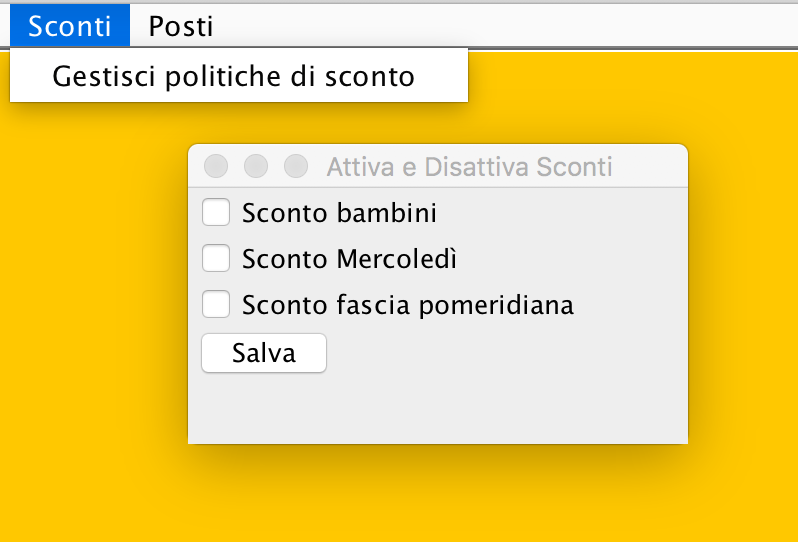 Sconti Posti
Gestisci politiche di sconto
Attiva e Disattiva Sconti
Sconto bambini
Sconto Mercoledì
Sconto fascia pomeridiana
Salva